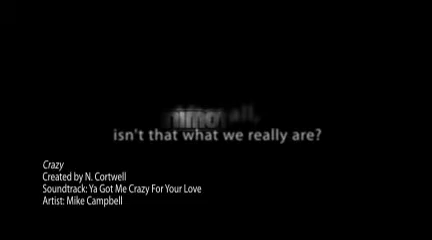 isn't that what we really are?
Crazy
Created by N. Cortwell
Soundtrack: Ya Got Me Crazy For Your Love
Artist: Mike Campbell